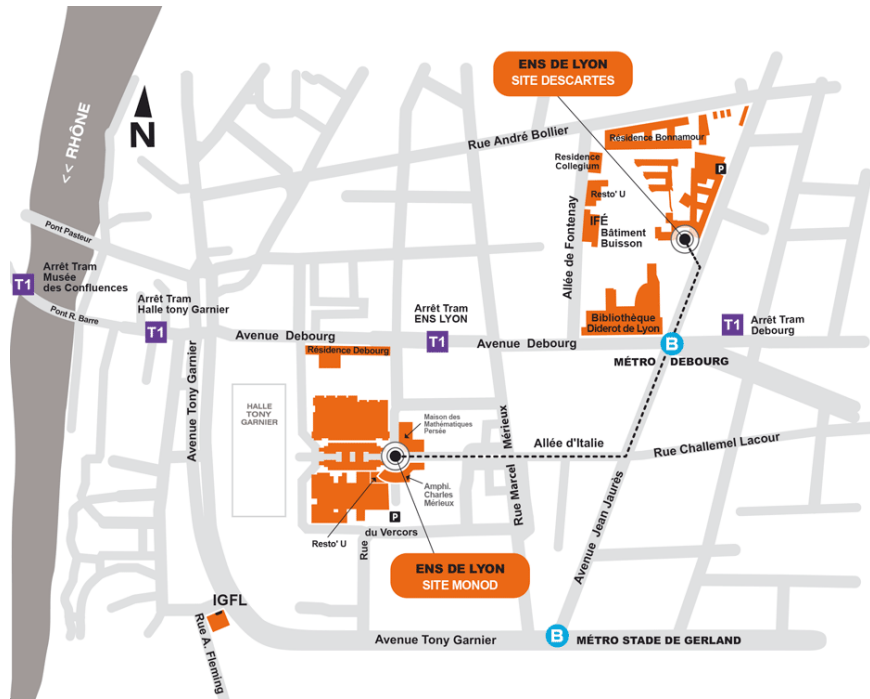 ENS DE LYON
SITE DESCARTES
<< RHÔNE
N
Rue André Bollier
Résidence Bonnamour
Residence
Collegium
P
Resto' U
IFÉ
Bâtiment
Buisson
Allée de Fontenay
Pont Pasteur
T1
Arrêt Tram
Musée
des Confluences
Pont R. Barre
Arrêt Tram
Halle tony Garnier
T1
Arrêt Tram
ENS LYON
T1
Bibliothèque
Diderot de Lyon
T1
Arrêt Tram
Debourg
Avenue Debourg
Avenue Debourg
B
MÉTRO DEBOURG
Résidence Debourg
Avenue Tony Garnier
HALLE
TONY
GARNIER
Maison des
Mathématiques
Persée
Rue Marcel Mérieux
Allée d'Italie
Rue Challemel Lacour
Amphi.
Charles
Mérieux
P
Resto' U
Rue du Vercors
Avenue Jean Jaurès
ENS DE LYON
SITE MONOD
IGFL
Rue A. Fleming
Avenue Tony Garnier
B
MÉTRO STADE DE GERLAND